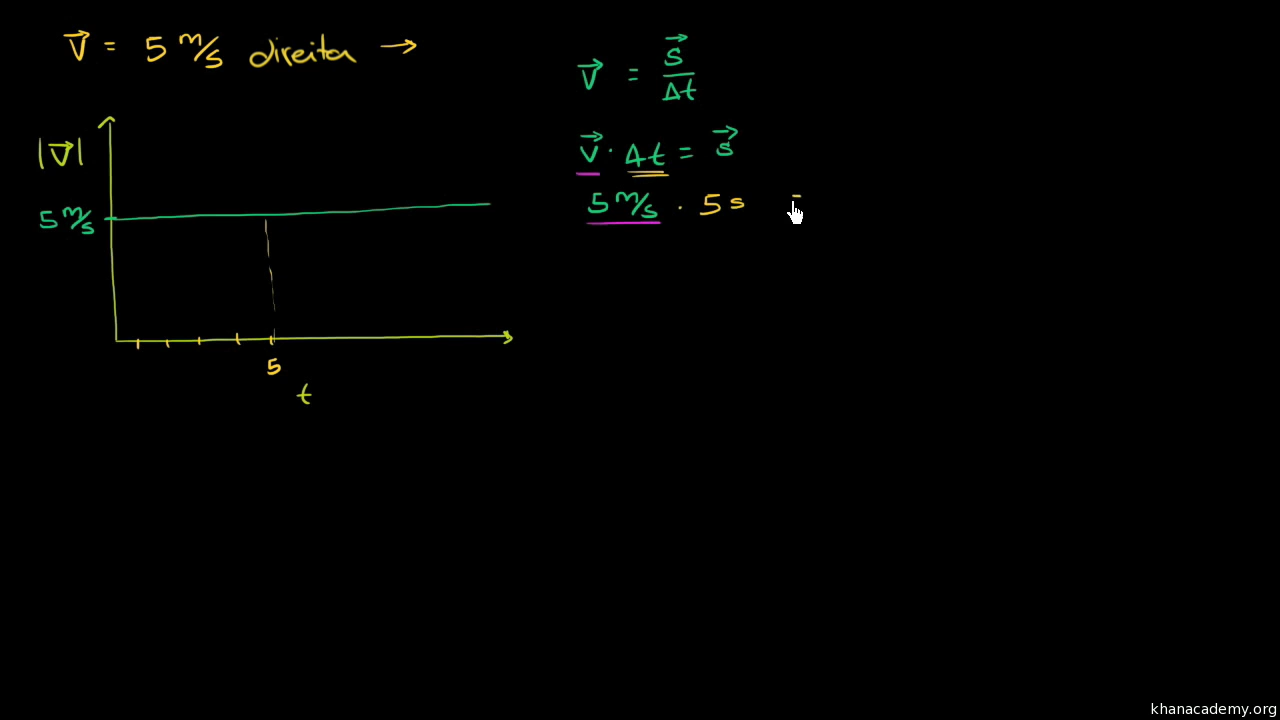 v⃗ = 5 m/s direita →
|v⃗|
5 m/s
5
t
v⃗ = s⃗/Δt
v⃗ · Δt = s⃗
5 m/s · 5 s
khanacademy.org